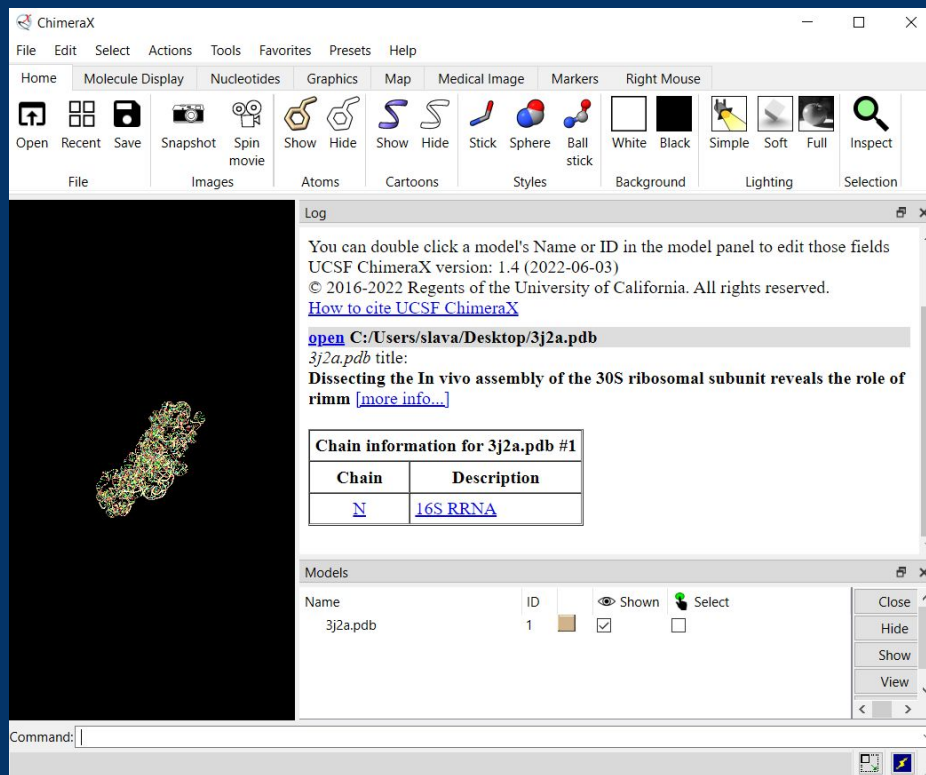 ChimeraX
File Edit Select Actions Tools Favorites Presets Help
Home Molecule Display Nucleotides Graphics Map Medical Image Markers Right Mouse
Open Recent Save Snapshot Spin movie Show Hide Show Hide Stick Sphere Ball stick White Black Simple Soft Full Inspect
File Images Atoms Cartoons Styles Background Lighting Selection
Log
You can double click a model's Name or ID in the model panel to edit those fields
UCSF ChimeraX version: 1.4 (2022-06-03)
© 2016-2022 Regents of the University of California. All rights reserved.
How to cite UCSF ChimeraX
open C:/Users/slava/Desktop/3j2a.pdb
3j2a.pdb title:
Dissecting the In vivo assembly of the 30S ribosomal subunit reveals the role of
rimm [more info...]
Chain information for 3j2a.pdb #1
Chain Description
N 16S RRNA
Models
Name ID Shown Select
3j2a.pdb 1
Close
Hide
Show
View
Command: